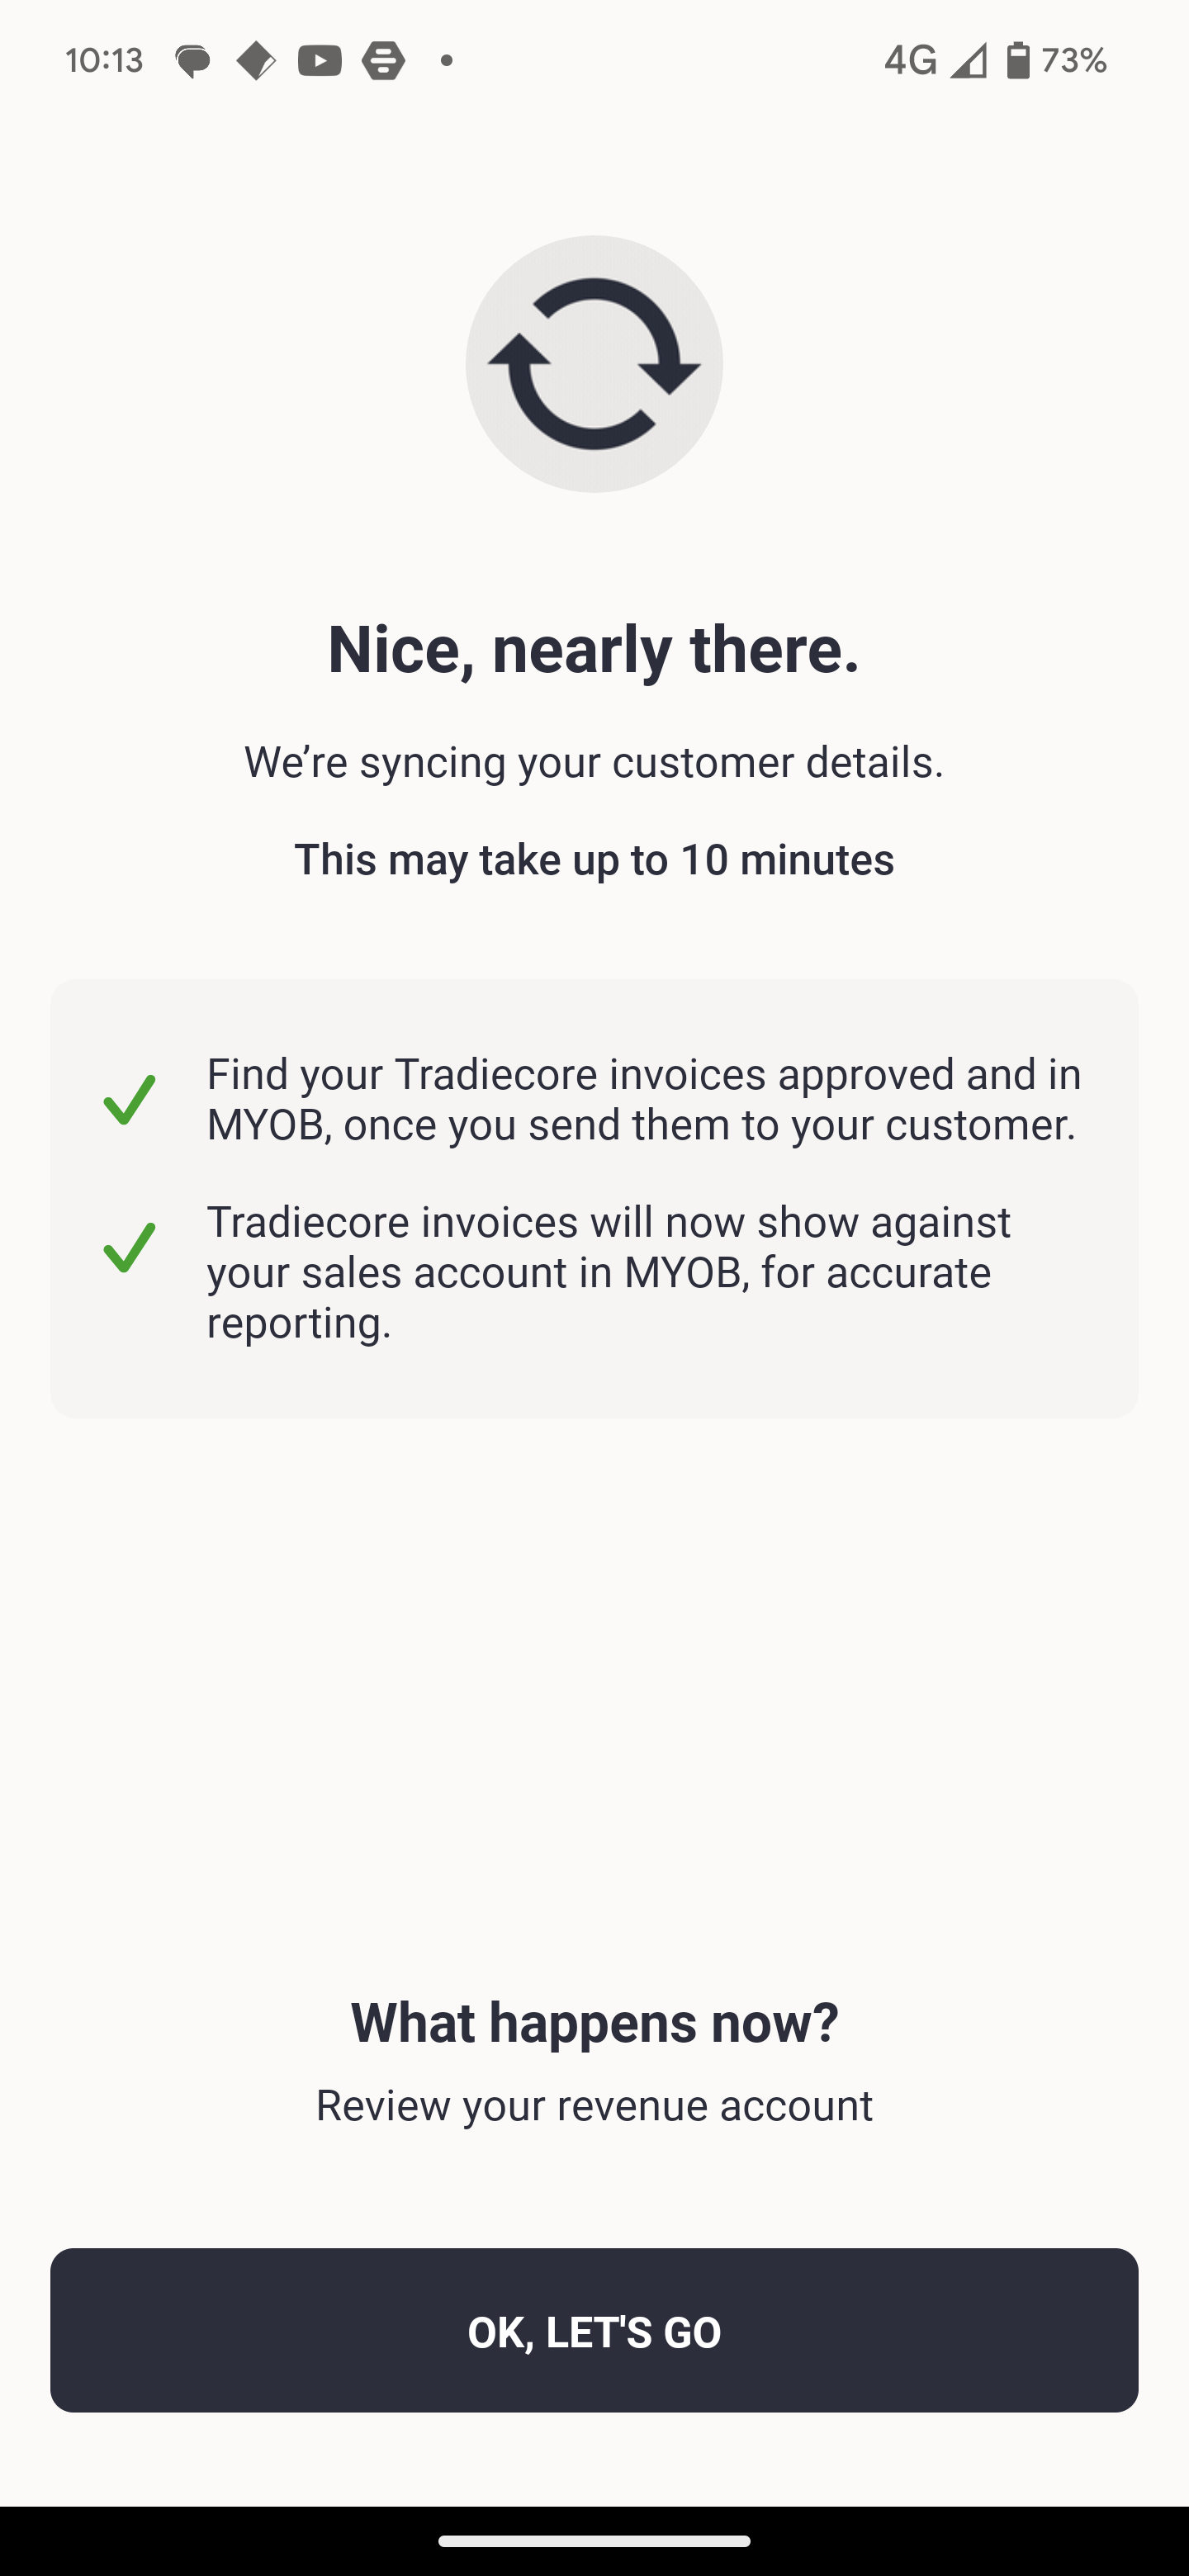 10:13
4G
73%
Nice, nearly there.
We’re syncing your customer details.
This may take up to 10 minutes
Find your Tradiecore invoices approved and in
MYOB, once you send them to your customer.
Tradiecore invoices will now show against
your sales account in MYOB, for accurate
reporting.
What happens now?
Review your revenue account
OK, LET'S GO